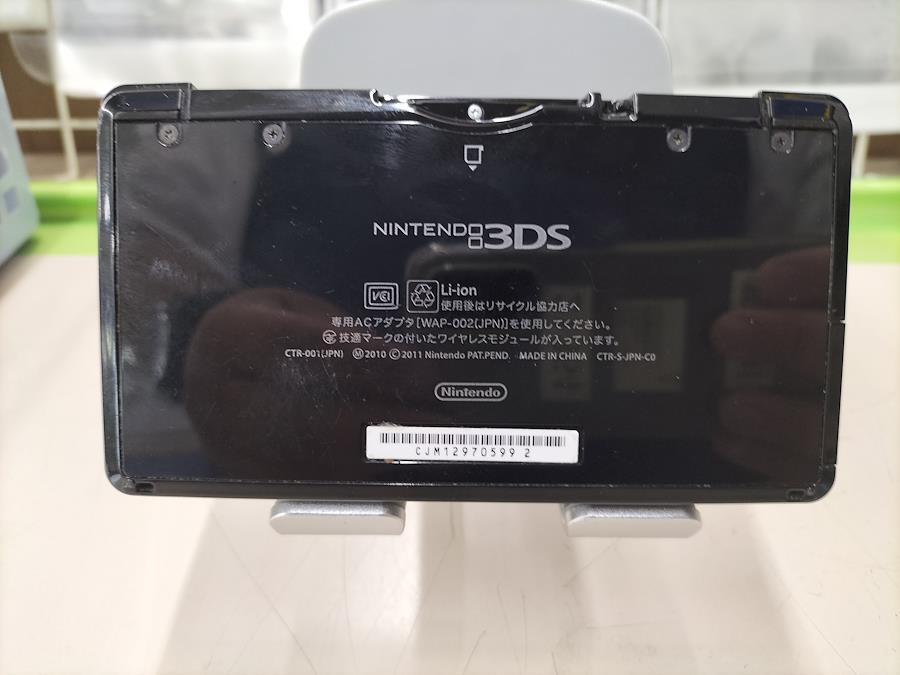 NINTENDO 3DS
VCCI
Li-ion
使用後はリサイクル協力店へ
専用ACアダプタ[WAP-002(JPN)]を使用してください。
技適マークの付いたワイヤレスモジュールが入っています。
CTR-001(JPN) Ⓜ2010 Ⓒ2011 Nintendo PAT.PEND. MADE IN CHINA CTR-S-JPN-C0
Nintendo
CJM12970599 2